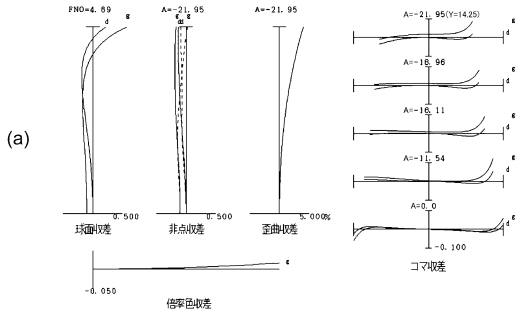 FNO=4.89
d
g
A=-21.95
g
dd
g
A=-21.95
A=-21.95(Y=14.25)
g
d
A=-18.96
g
d
(a)
A=-16.11
g
d
A=-11.54
g
d
0.500
球面収差
0.500
非点収差
5.000%
歪曲収差
A=0.0
g
d
-0.100
コマ収差
g
-0.050
倍率色収差